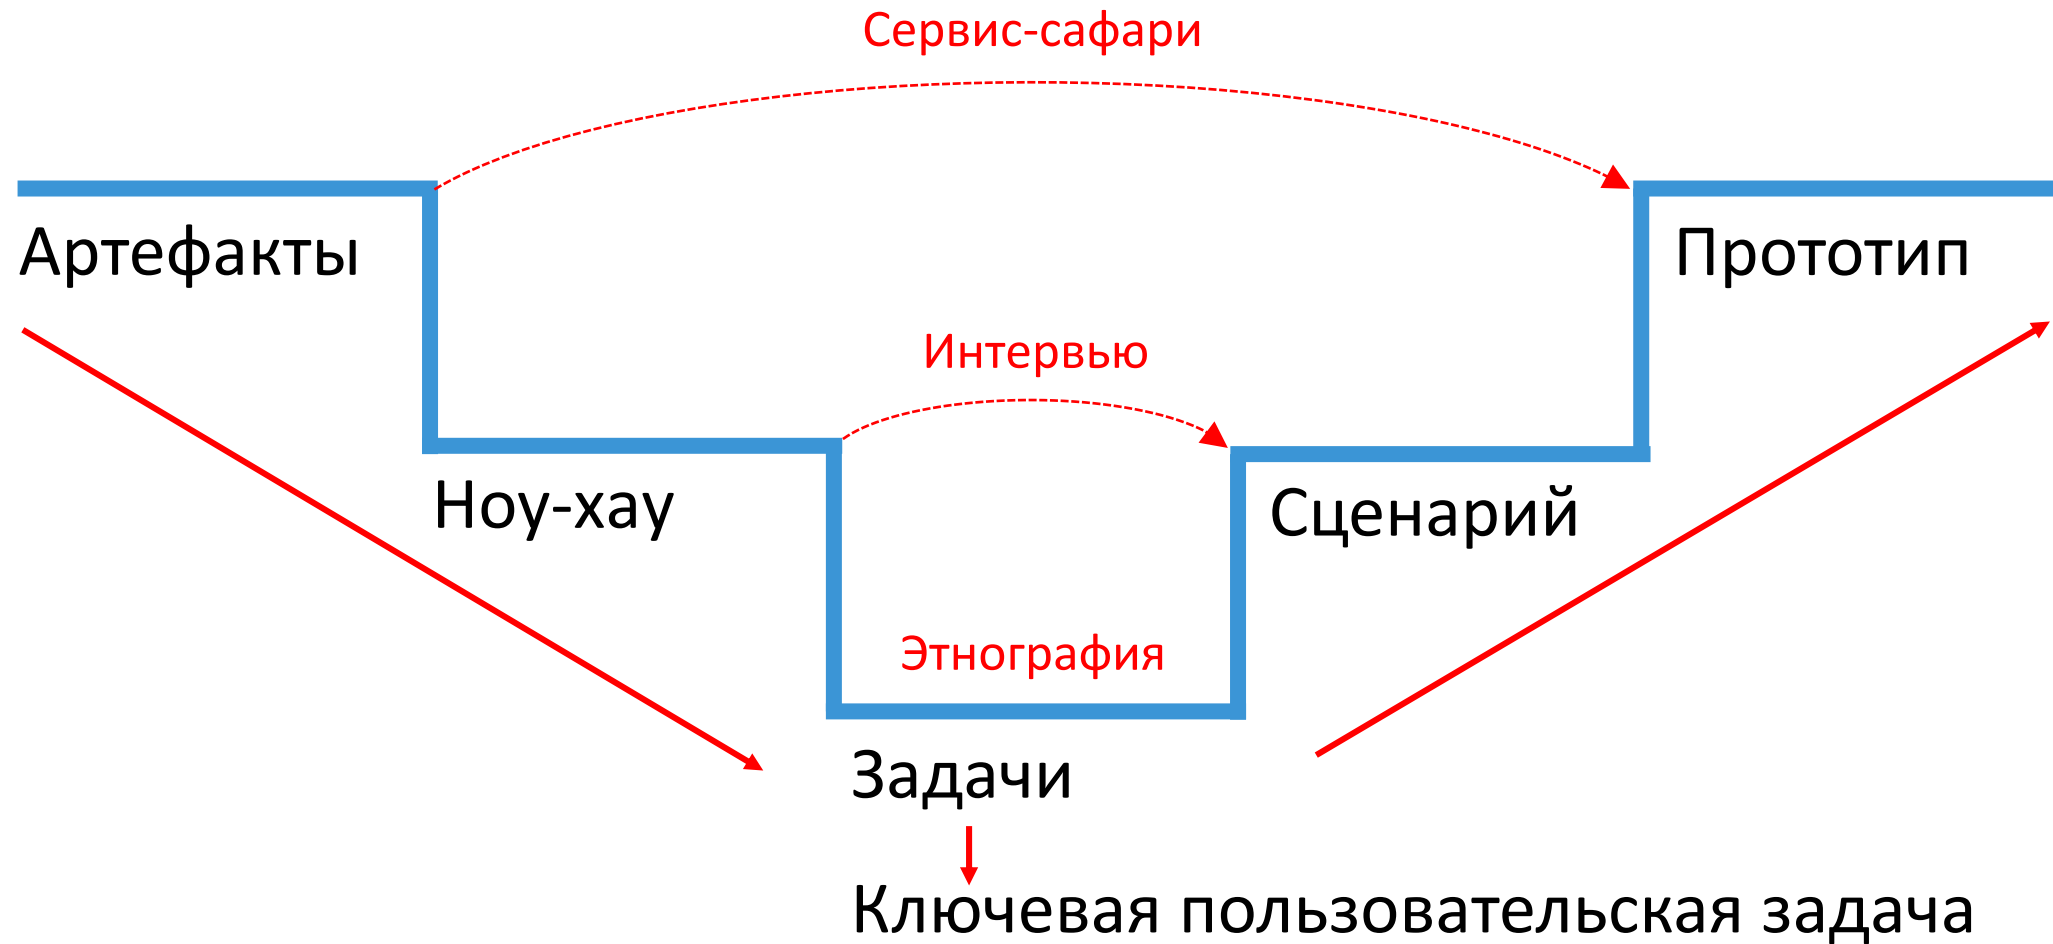 Сервис-сафари
Артефакты
Прототип
Интервью
Ноу-хау
Сценарий
Этнография
Задачи
Ключевая пользовательская задача